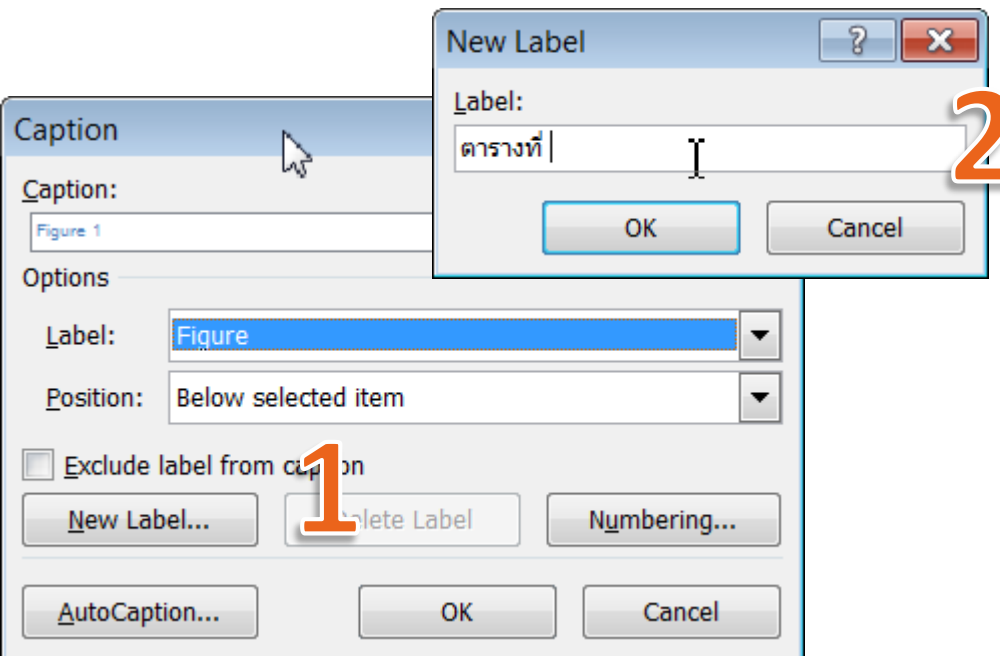 New Label
Label:
ตารางที่
2
OK
Cancel
Caption
Caption:
Figure 1
Options
Label:
Figure
Position:
Below selected item
Exclude label from caption
1
New Label...
Delete Label
Numbering...
AutoCaption...
OK
Cancel